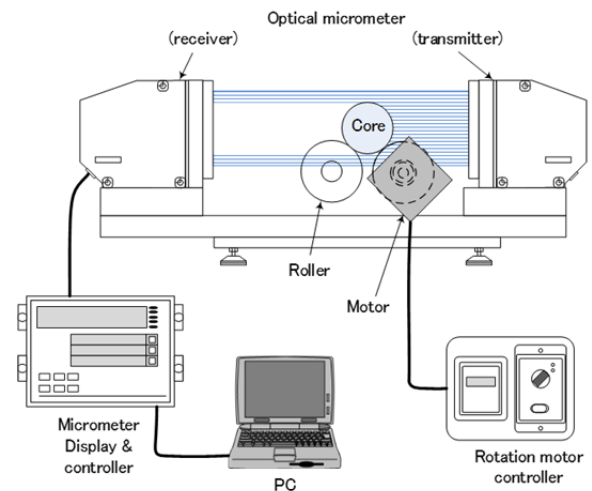 Optical micrometer
(receiver)
(transmitter)
Core
Roller
Motor
Micrometer
Display &
controller
PC
Rotation motor
controller